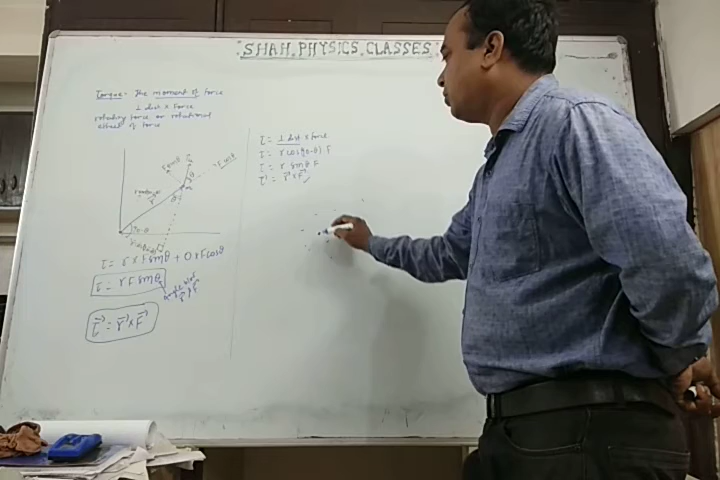 SHAH PHYSICS CLASSES
Torque- The moment of force
⊥ dist × force
rotating force or rotational
effect of force
τ = r × F sinθ + 0 × F cosθ
τ = r F sinθ
τ⃗ = r⃗ × F⃗
τ = ⊥ dist × force
τ = r cos(90-θ) F
τ = r sinθ F
τ⃗ = r⃗ × F⃗